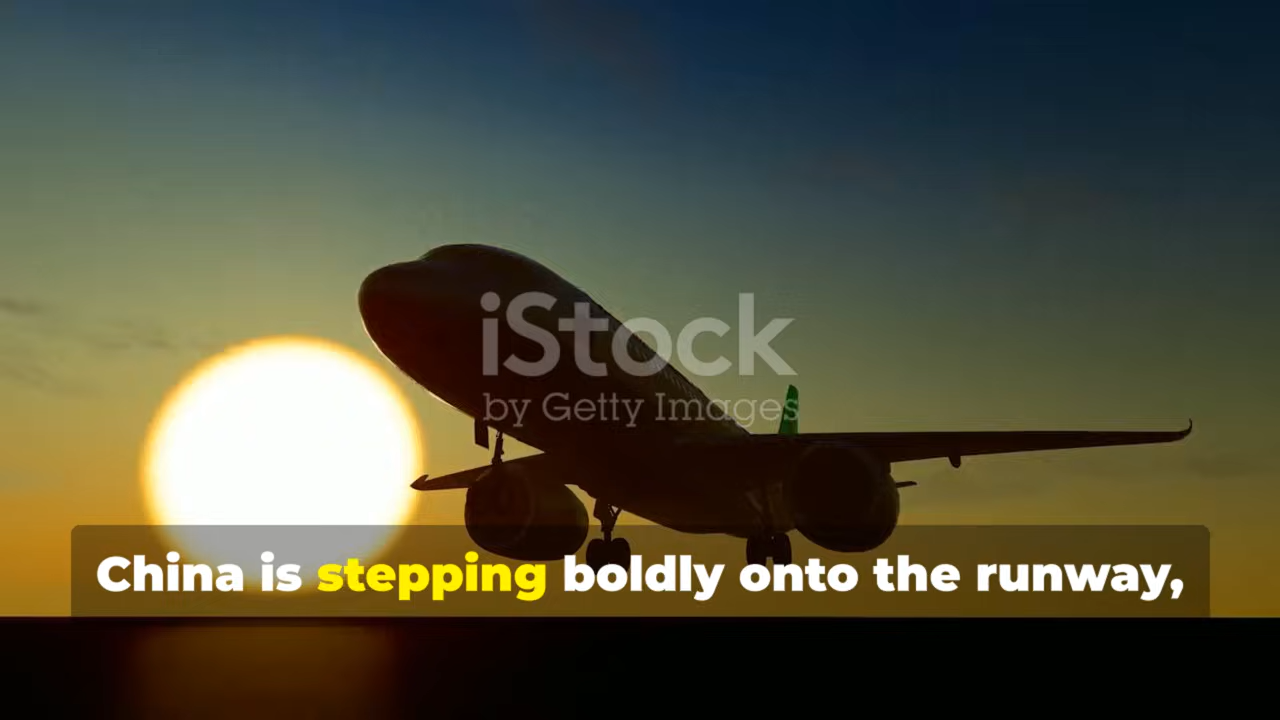 iStock
by Getty Images
China is stepping boldly onto the runway,